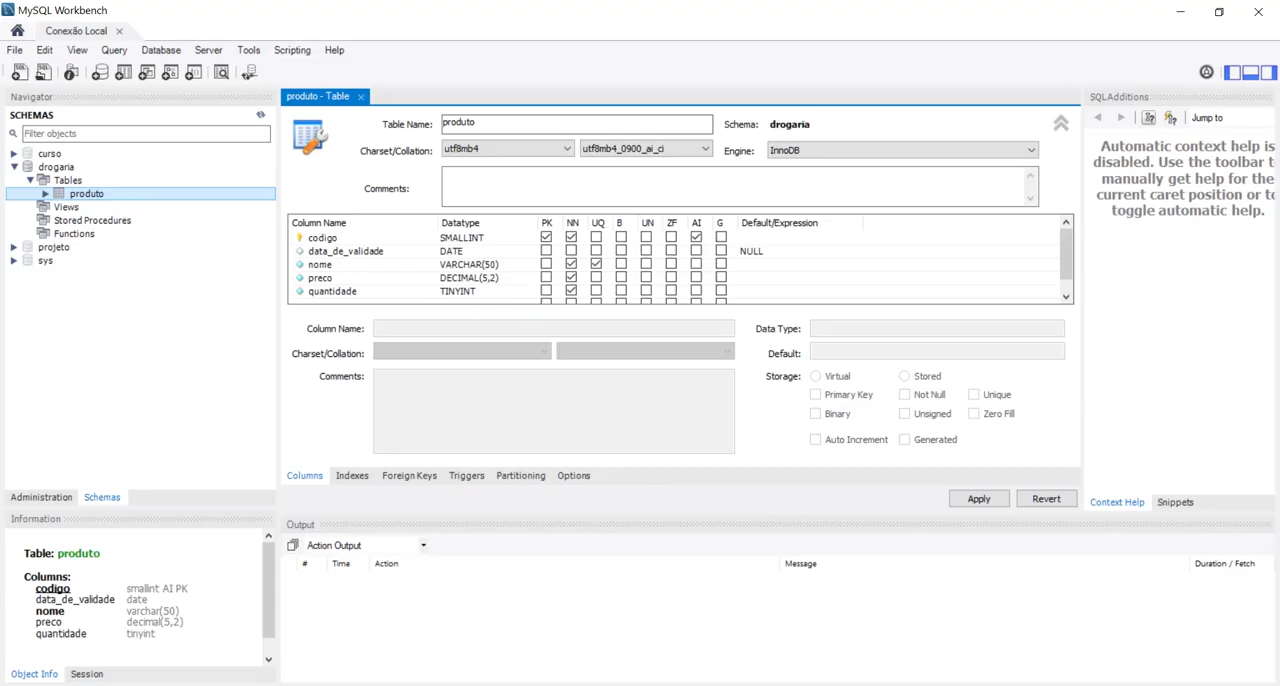 MySQL Workbench
Conexão Local
File Edit View Query Database Server Tools Scripting Help
Navigator
SCHEMAS
Filter objects
curso
drogaria
Tables
produto
Views
Stored Procedures
Functions
projeto
sys
Administration Schemas
Information
Table: produto
Columns:
codigo smallint AI PK
data_de_validade date
nome varchar(50)
preco decimal(5,2)
quantidade tinyint
Object Info Session
produto - Table
Table Name: produto Schema: drogaria
Charset/Collation: utf8mb4 utf8mb4_0900_ai_ci Engine: InnoDB
Comments:
Column Name Datatype PK NN UQ B UN ZF AI G Default/Expression
codigo SMALLINT
data_de_validade DATE NULL
nome VARCHAR(50)
preco DECIMAL(5,2)
quantidade TINYINT
Column Name: Data Type:
Charset/Collation: Default:
Comments: Storage: Virtual Stored
Primary Key Not Null Unique
Binary Unsigned Zero Fill
Auto Increment Generated
Columns Indexes Foreign Keys Triggers Partitioning Options
Apply Revert
Output
Action Output
# Time Action Message Duration / Fetch
SQLAdditions
Jump to
Automatic context help is
disabled. Use the toolbar t
manually get help for the
current caret position or to
toggle automatic help.
Context Help Snippets